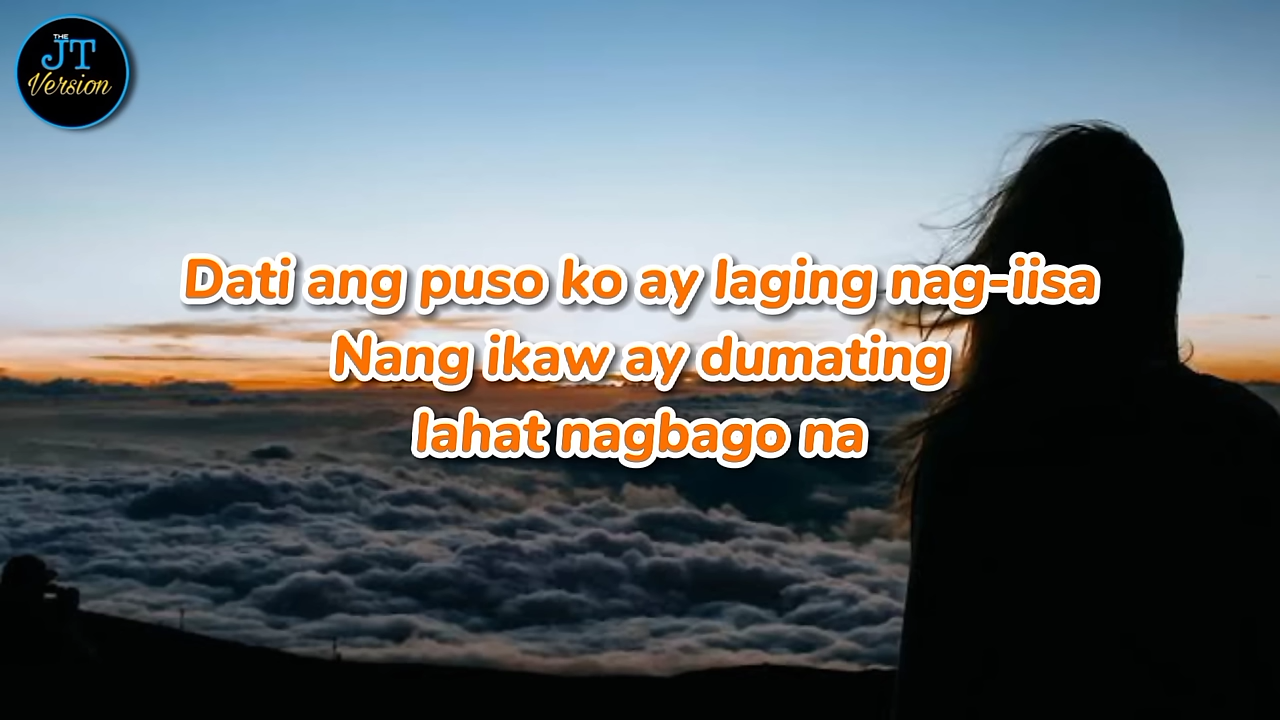 THE
JT
Version
Dati ang puso ko ay laging nag-iisa
Nang ikaw ay dumating
lahat nagbago na